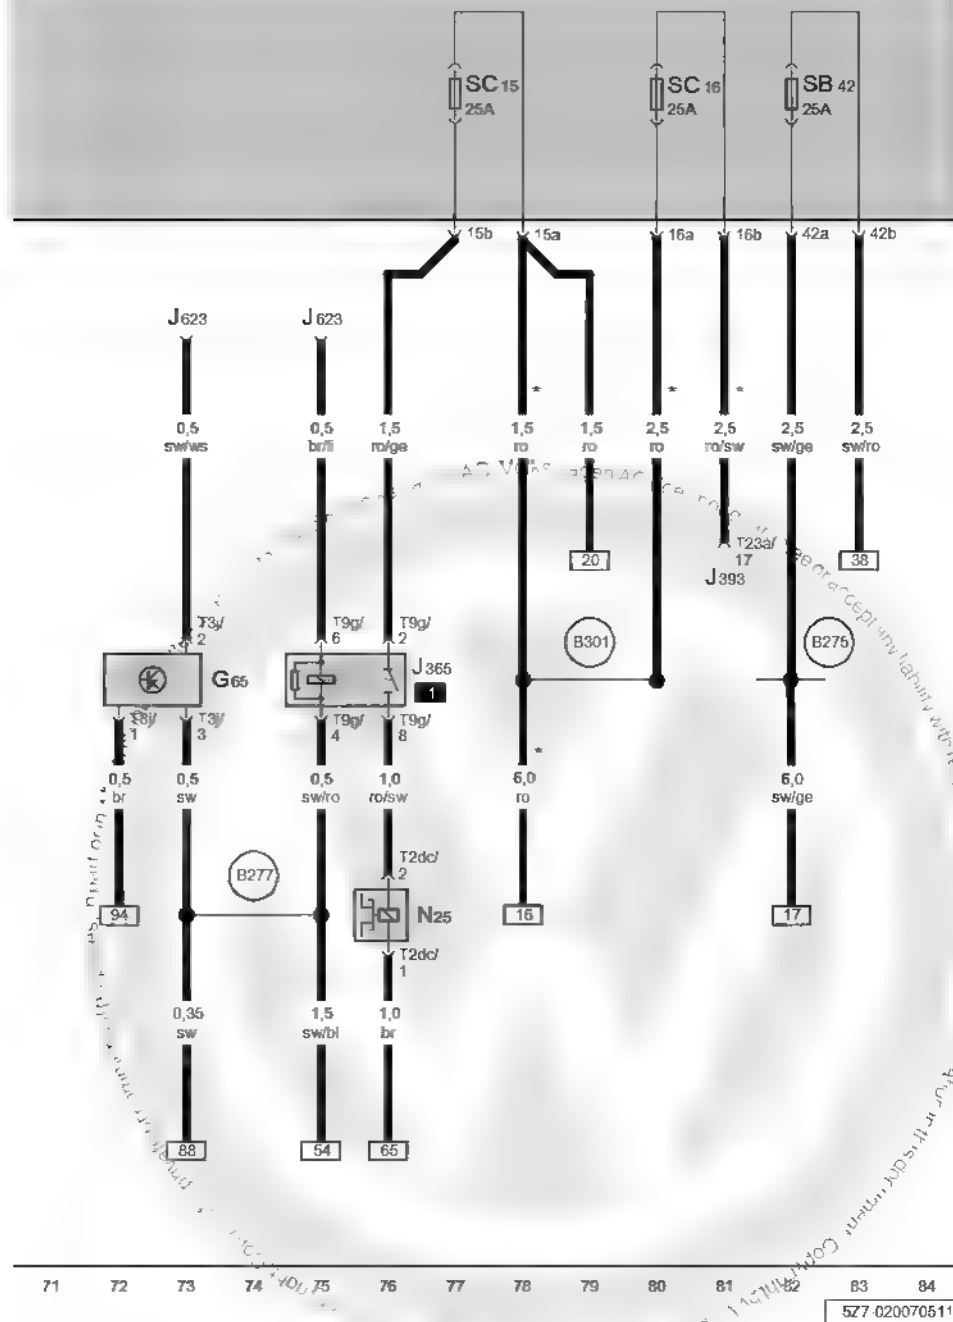 SC 15
25A
SC 16
25A
SB 42
25A
15b
15a
16a
16b
42a
42b
J623
J623
0,5
sw/ws
0,5
br/li
1,5
ro/ge
*
1,5
ro
1,5
ro
*
2,5
ro
*
2,5
ro/sw
2,5
sw/ge
2,5
sw/ro
20
T23a/
17
J393
38
T3j/
2
T9g/
6
T9g/
2
B301
B275
G65
J365
1
T3j/
1
T3j/
3
T9g/
4
T9g/
8
*
0,5
br
0,5
sw
0,5
sw/ro
1,0
ro/sw
6,0
ro
6,0
sw/ge
B277
T2dc/
2
94
N25
16
17
T2dc/
1
0,35
sw
1,5
sw/bl
1,0
br
88
54
65
71 72 73 74 75 76 77 78 79 80 81 82 83 84
5Z7-020070511